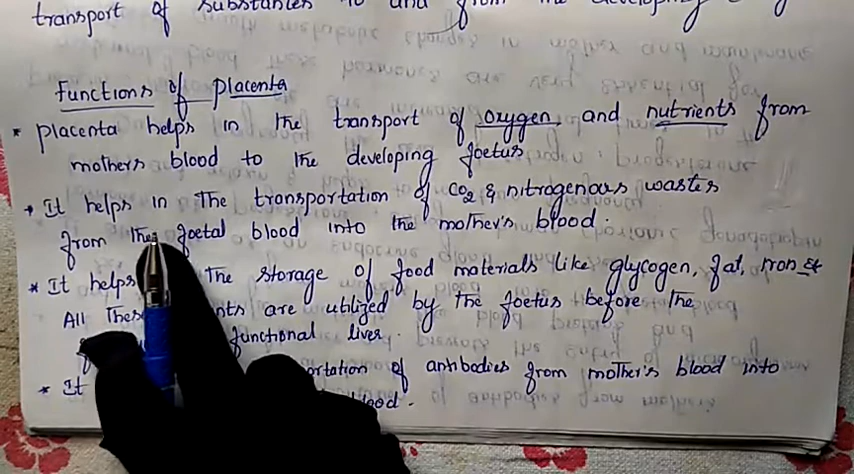 transport of substances to and from the developing
Functions of placenta
* placenta helps in the transport of oxygen, and nutrients from
mothers blood to the developing foetus
* It helps in The transportation of CO2 & nitrogenous wastes
from the foetal blood into the mother's blood.
* It helps The storage of food materials like glycogen, fat, iron &
All These nts are utilized by The foetus before the
functional liver.
* It ortation of antibodies from mother's blood into
lood.